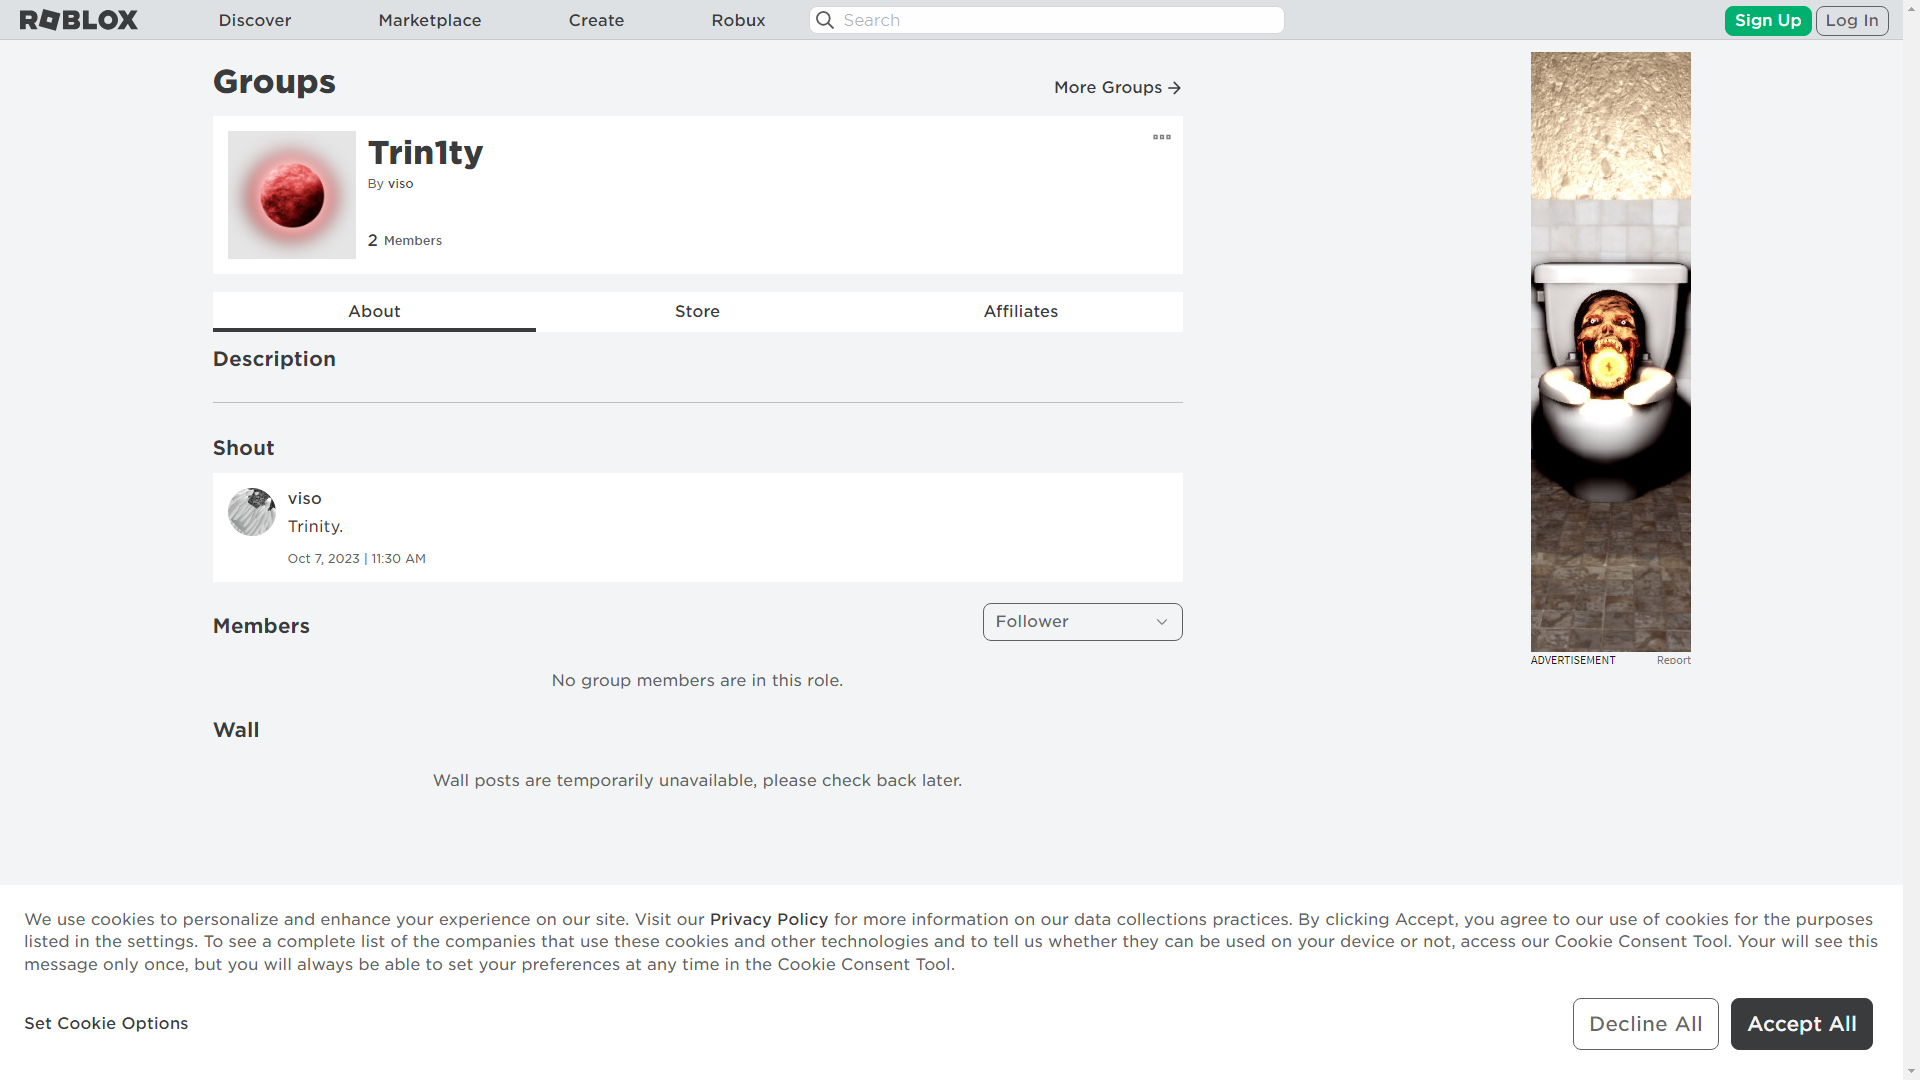 ROBLOX
Discover
Marketplace
Create
Robux
Search
Sign Up
Log In
Groups
More Groups
Trin1ty
By viso
2 Members
About
Store
Affiliates
Description
Shout
viso
Trinity.
Oct 7, 2023 | 11:30 AM
Members
Follower
No group members are in this role.
Wall
Wall posts are temporarily unavailable, please check back later.
ADVERTISEMENT
Report
We use cookies to personalize and enhance your experience on our site. Visit our Privacy Policy for more information on our data collections practices. By clicking Accept, you agree to our use of cookies for the purposes
listed in the settings. To see a complete list of the companies that use these cookies and other technologies and to tell us whether they can be used on your device or not, access our Cookie Consent Tool. Your will see this
message only once, but you will always be able to set your preferences at any time in the Cookie Consent Tool.
Set Cookie Options
Decline All
Accept All